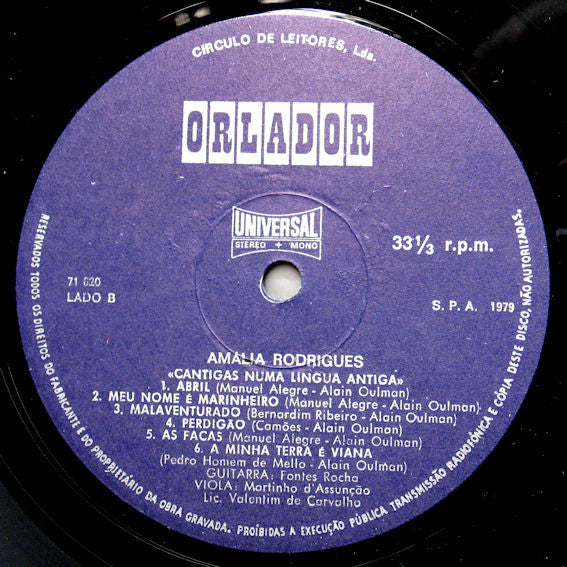 CIRCULO DE LEITORES, Lda.
ORLADOR
UNIVERSAL
STEREO + MONO
33 1/3 r.p.m.
71 020
LADO B
S. P. A. 1979
AMÁLIA RODRIGUES
«CANTIGAS NUMA LÍNGUA ANTIGA»
1. ABRIL (Manuel Alegre - Alain Oulman)
2. MEU NOME É MARINHEIRO (Manuel Alegre - Alain Oulman)
3. MALAVENTURADO (Bernardim Ribeiro - Alain Oulman)
4. PERDIGÃO (Camões - Alain Oulman)
5. AS FACAS (Manuel Alegre - Alain Oulman)
6. A MINHA TERRA É VIANA
(Pedro Homem de Mello - Alain Oulman)
GUITARRA: Fontes Rocha
VIOLA: Martinho d'Assunção
Lic. Valentim de Carvalho
RESERVADOS TODOS OS DIREITOS DO FABRICANTE E DO PROPRIETÁRIO DA OBRA GRAVADA. PROIBIDAS A EXECUÇÃO PÚBLICA TRANSMISSÃO RADIOFÓNICA E CÓPIA DESTE DISCO, NÃO AUTORIZADAS.